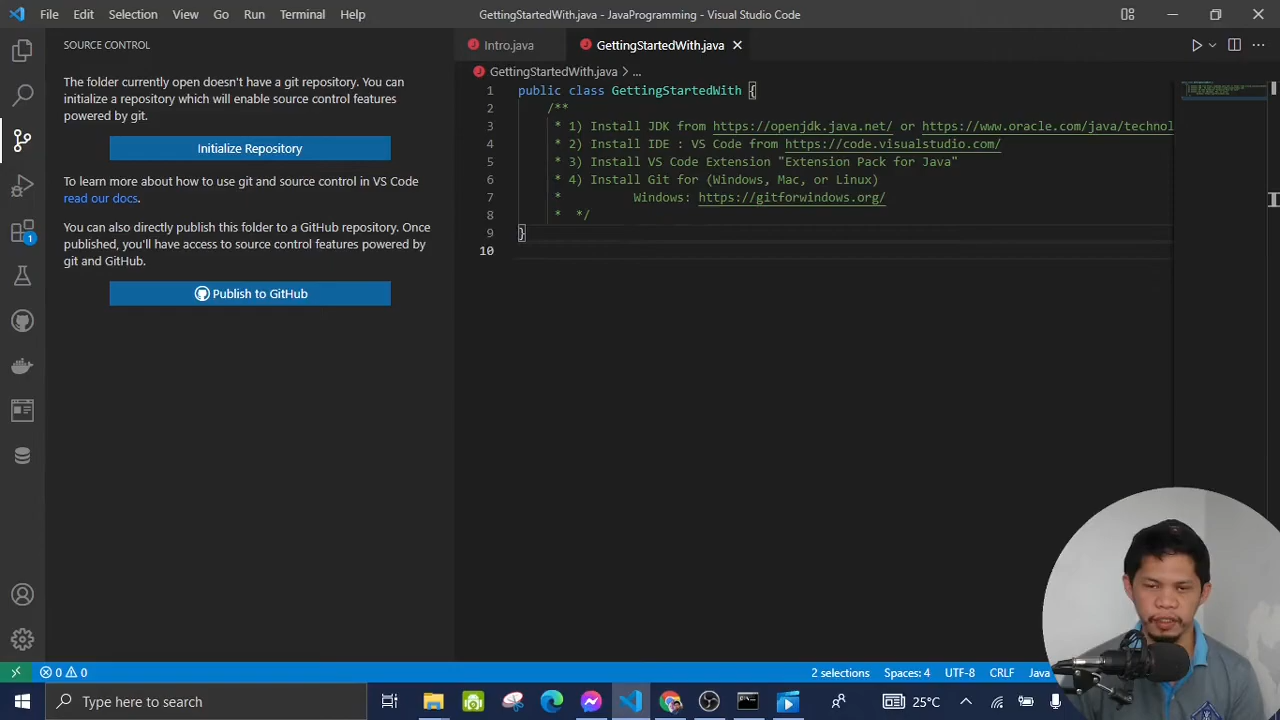 File Edit Selection View Go Run Terminal Help
GettingStartedWith.java - JavaProgramming - Visual Studio Code
SOURCE CONTROL
The folder currently open doesn't have a git repository. You can
initialize a repository which will enable source control features
powered by git.
Initialize Repository
To learn more about how to use git and source control in VS Code
read our docs.
You can also directly publish this folder to a GitHub repository. Once
published, you'll have access to source control features powered by
git and GitHub.
Publish to GitHub
1
Intro.java
GettingStartedWith.java
GettingStartedWith.java > ...
1 public class GettingStartedWith {
2 /**
3 * 1) Install JDK from https://openjdk.java.net/ or https://www.oracle.com/java/technol
4 * 2) Install IDE : VS Code from https://code.visualstudio.com/
5 * 3) Install VS Code Extension "Extension Pack for Java"
6 * 4) Install Git for (Windows, Mac, or Linux)
7 * Windows: https://gitforwindows.org/
8 * */
9 }
10
0 0
2 selections
Spaces: 4
UTF-8
CRLF
Java
Type here to search
25°C